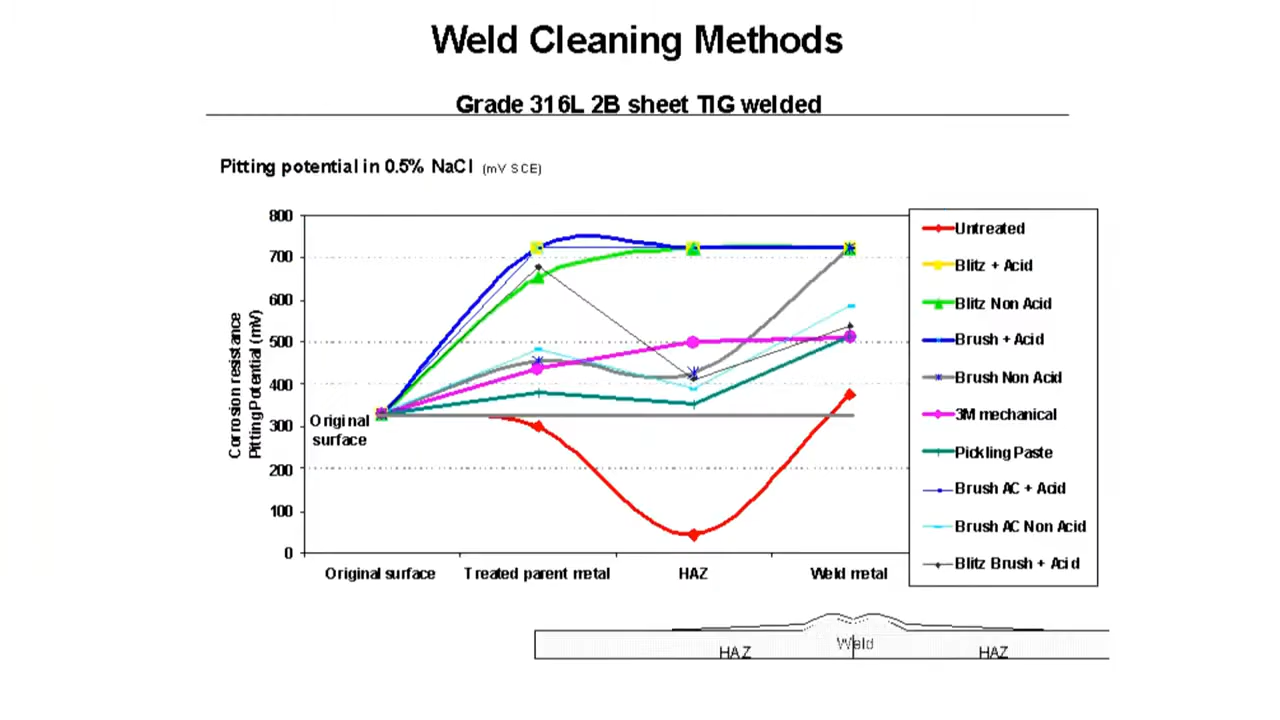 Weld Cleaning Methods
Grade 316L 2B sheet TIG welded
Pitting potential in 0.5% NaCl (mV SCE)
Corrosion resistance
Pitting Potential (mV)
800
700
600
500
400
300
200
100
0
Original
surface
Original surface
Treated parent metal
HAZ
Weld metal
Untreated
Blitz + Acid
Blitz Non Acid
Brush + Acid
Brush Non Acid
3M mechanical
Pickling Paste
Brush AC + Acid
Brush AC Non Acid
Blitz Brush + Acid
HAZ
Weld
HAZ